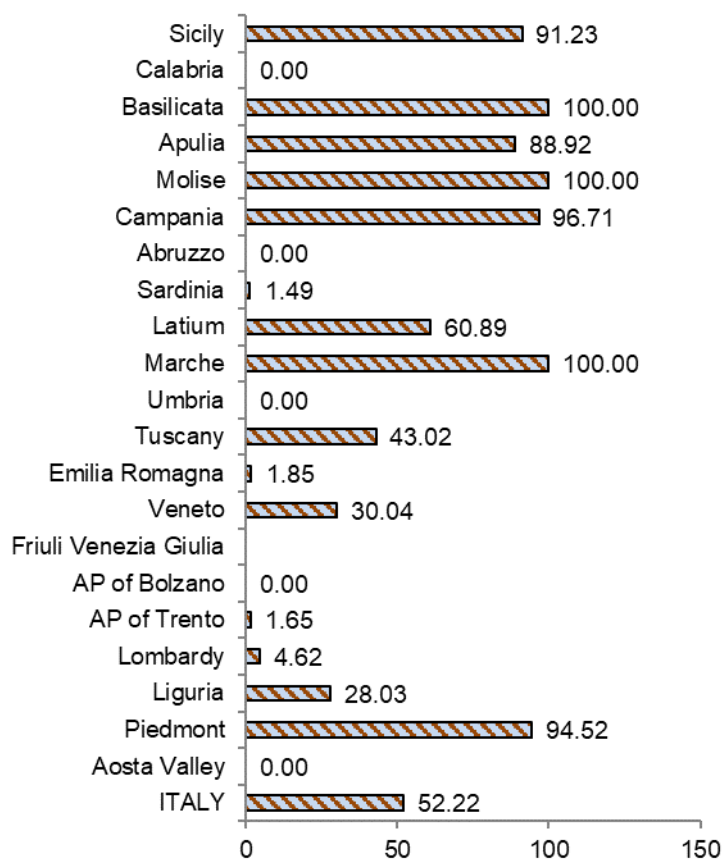 Sicily 91.23
Calabria 0.00
Basilicata 100.00
Apulia 88.92
Molise 100.00
Campania 96.71
Abruzzo 0.00
Sardinia 1.49
Latium 60.89
Marche 100.00
Umbria 0.00
Tuscany 43.02
Emilia Romagna 1.85
Veneto 30.04
Friuli Venezia Giulia
AP of Bolzano 0.00
AP of Trento 1.65
Lombardy 4.62
Liguria 28.03
Piedmont 94.52
Aosta Valley 0.00
ITALY 52.22
0 50 100 150